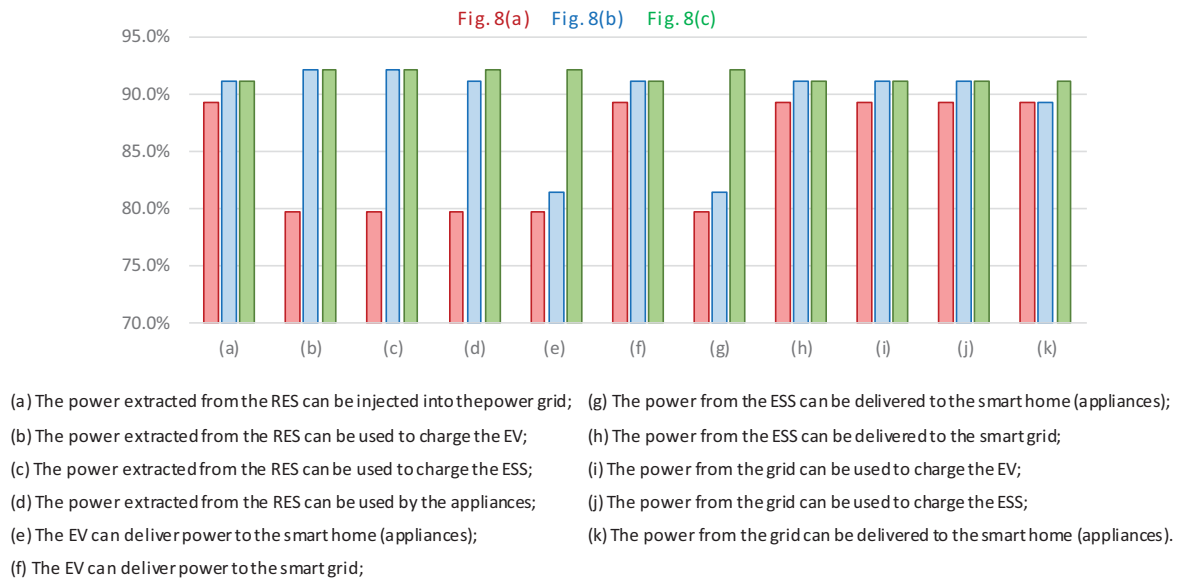 Fig. 8(a) Fig. 8(b) Fig. 8(c)
95.0%
90.0%
85.0%
80.0%
75.0%
70.0%
(a) (b) (c) (d) (e) (f) (g) (h) (i) (j) (k)
(a) The power extracted from the RES can be injected into thepower grid;
(b) The power extracted from the RES can be used to charge the EV;
(c) The power extracted from the RES can be used to charge the ESS;
(d) The power extracted from the RES can be used by the appliances;
(e) The EV can deliver power to the smart home (appliances);
(f) The EV can deliver power to the smart grid;
(g) The power from the ESS can be delivered to the smart home (appliances);
(h) The power from the ESS can be delivered to the smart grid;
(i) The power from the grid can be used to charge the EV;
(j) The power from the grid can be used to charge the ESS;
(k) The power from the grid can be delivered to the smart home (appliances).